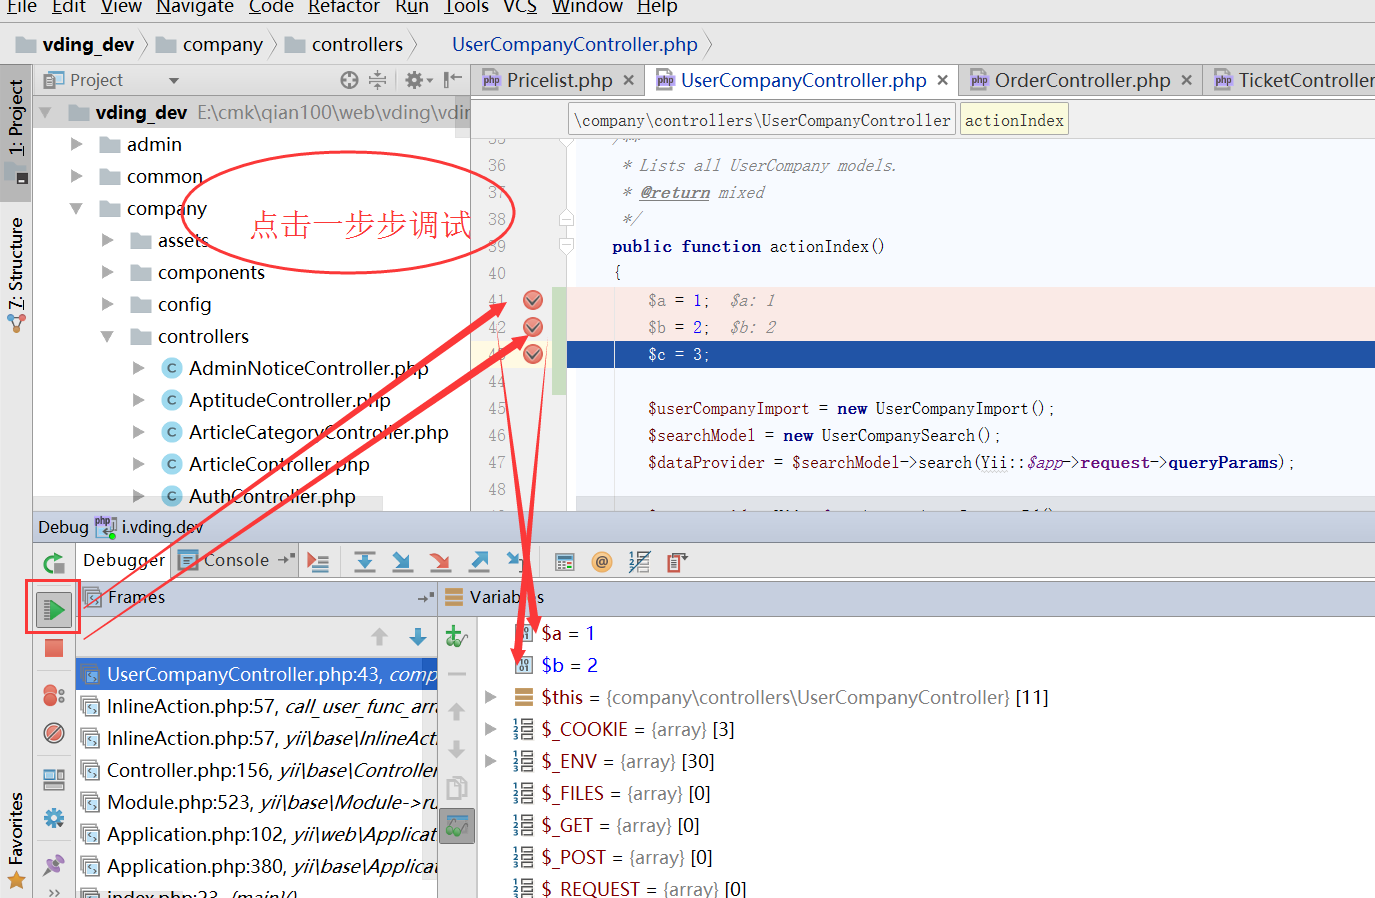 File Edit View Navigate Code Refactor Run Tools VCS Window Help
vding_dev company controllers UserCompanyController.php
Project
Pricelist.php UserCompanyController.php OrderController.php TicketController
1: Project
7: Structure
Favorites
vding_dev E:\cmk\qian100\web\vding\vdin
admin
common
company
assets
components
config
controllers
AdminNoticeController.php
AptitudeController.php
ArticleCategoryController.php
ArticleController.php
AuthController.php
点击一步步调试
\company\controllers\UserCompanyController actionIndex
35 /**
36 * Lists all UserCompany models.
37 * @return mixed
38 */
39 public function actionIndex()
40 {
41 $a = 1; $a: 1
42 $b = 2; $b: 2
43 $c = 3;
44
45 $userCompanyImport = new UserCompanyImport();
46 $searchModel = new UserCompanySearch();
47 $dataProvider = $searchModel->search(Yii::$app->request->queryParams);
48
Debug i.vding.dev
Debugger Console
Frames
UserCompanyController.php:43, comp
InlineAction.php:57, call_user_func_arr
InlineAction.php:57, yii\base\InlineActi
Controller.php:156, yii\base\Controller
Module.php:523, yii\base\Module->ru
Application.php:102, yii\web\Applicat
Application.php:380, yii\base\Applicat
index.php:23, {main}()
Variables
$a = 1
$b = 2
$this = {company\controllers\UserCompanyController} [11]
$_COOKIE = {array} [3]
$_ENV = {array} [30]
$_FILES = {array} [0]
$_GET = {array} [0]
$_POST = {array} [0]
$_REQUEST = {array} [0]